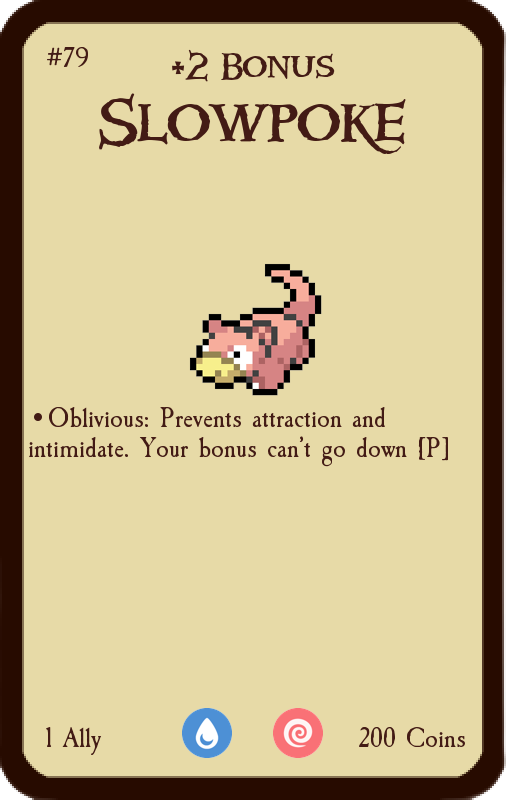 #79
+2 Bonus
Slowpoke
•Oblivious: Prevents attraction and
intimidate. Your bonus can't go down [P]
1 Ally
200 Coins